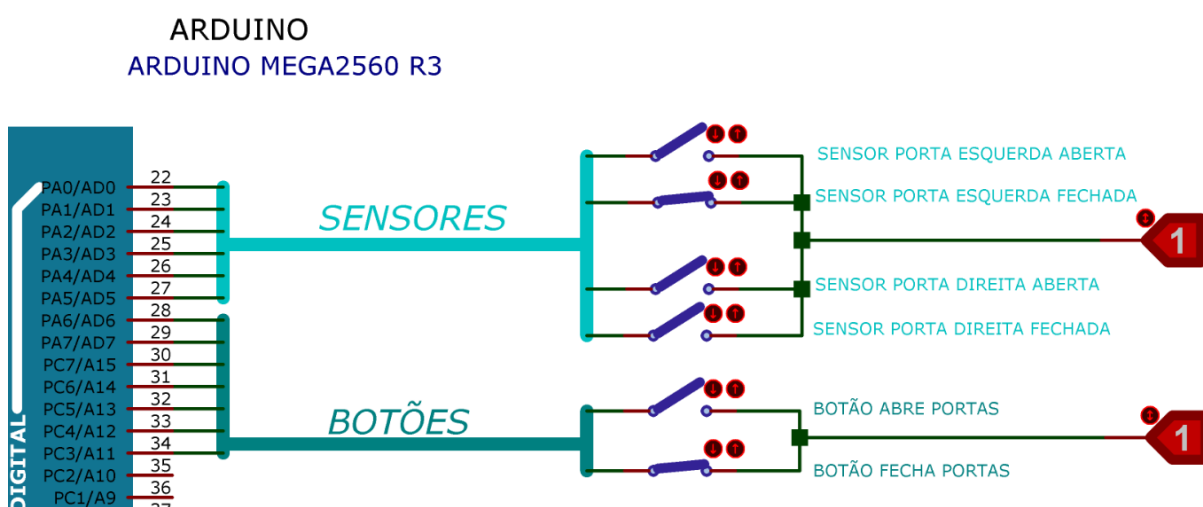 ARDUINO
ARDUINO MEGA2560 R3
PA0/AD0 22
PA1/AD1 23
PA2/AD2 24
PA3/AD3 25
PA4/AD4 26
PA5/AD5 27
PA6/AD6 28
PA7/AD7 29
PC7/A15 30
PC6/A14 31
PC5/A13 32
PC4/A12 33
PC3/A11 34
PC2/A10 35
PC1/A9 36
37
DIGITAL
SENSORES
SENSOR PORTA ESQUERDA ABERTA
SENSOR PORTA ESQUERDA FECHADA
1
SENSOR PORTA DIREITA ABERTA
SENSOR PORTA DIREITA FECHADA
BOTÕES
BOTÃO ABRE PORTAS
1
BOTÃO FECHA PORTAS